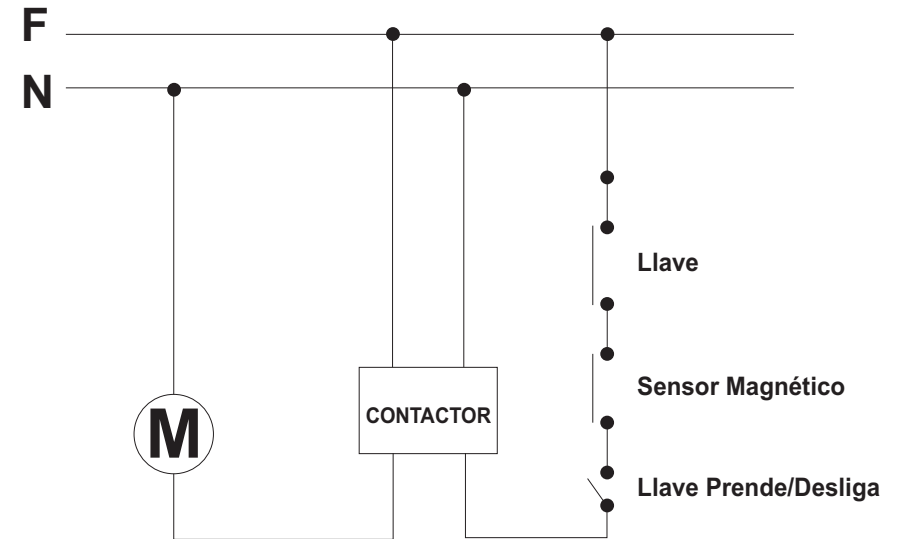 F
N
Llave
Sensor Magnético
M
CONTACTOR
Llave Prende/Desliga